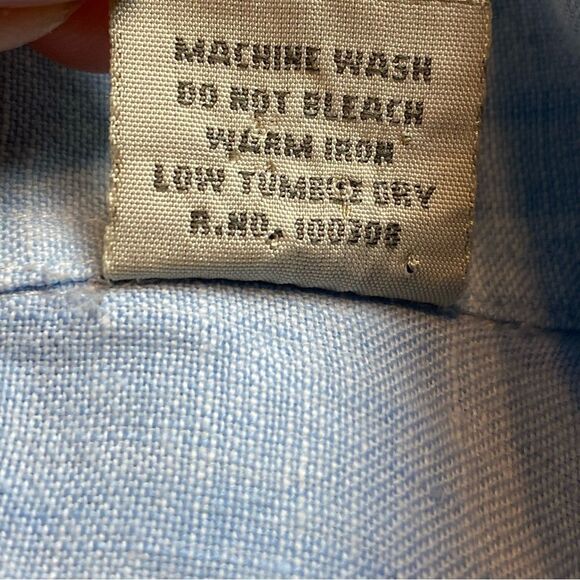 MACHINE WASH
DO NOT BLEACH
WARM IRON
LOW TUMBLE DRY
R.NO. 100306